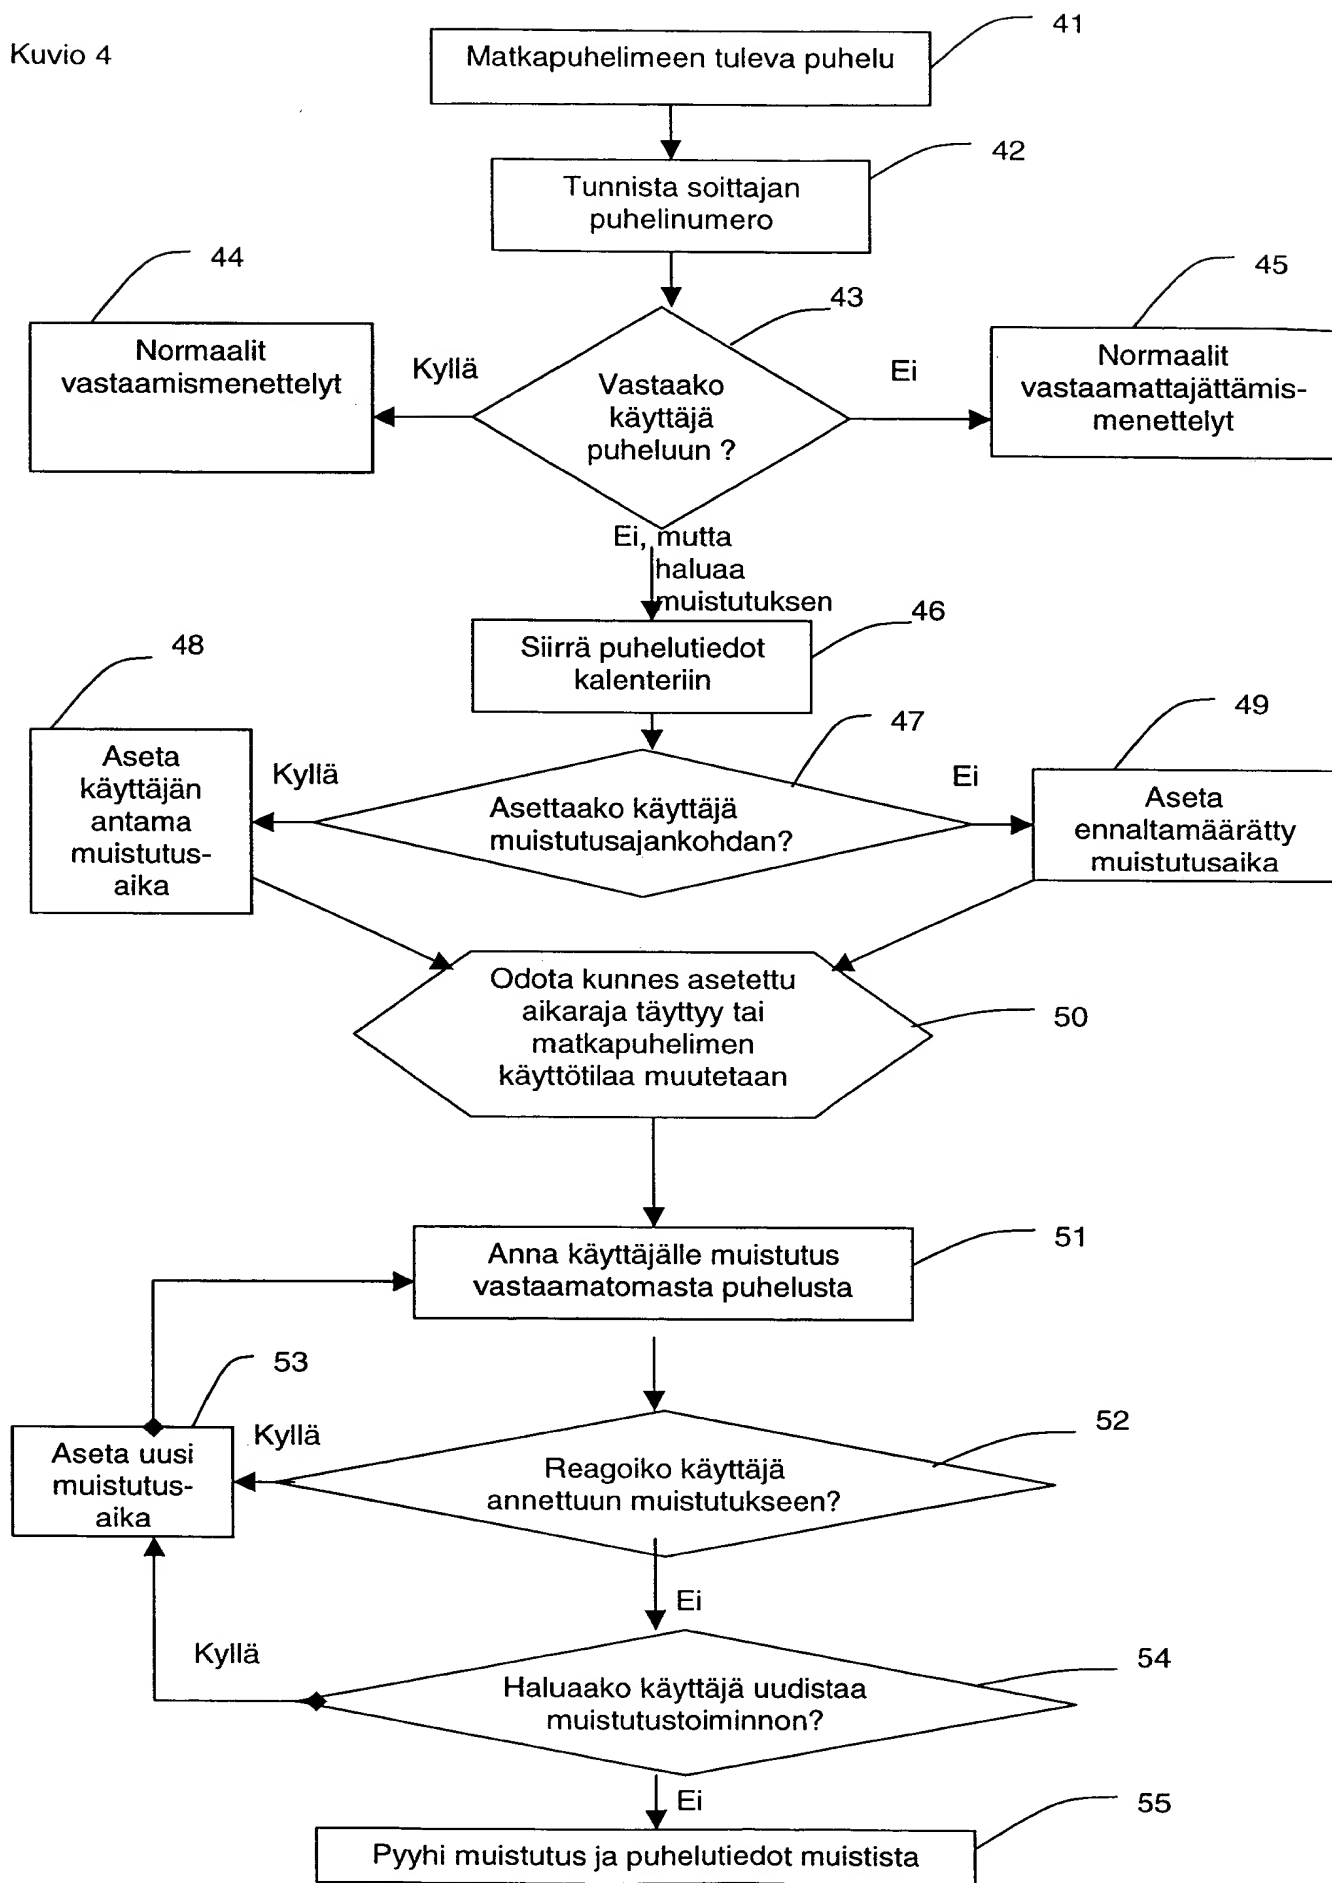 Kuvio 4
41
Matkapuhelimeen tuleva puhelu
42
Tunnista soittajan
puhelinumero
44
43
45
Normaalit
vastaamismenettelyt
Kyllä
Vastaako
käyttäjä
puheluun ?
Ei
Normaalit
vastaamattajättämis-
menettelyt
Ei, mutta
haluaa
muistutuksen
46
Siirrä puhelutiedot
kalenteriin
48
47
49
Aseta
käyttäjän
antama
muistutus-
aika
Kyllä
Asettaako käyttäjä
muistutusajankohdan?
Ei
Aseta
ennaltamäärätty
muistutusaika
Odota kunnes asetettu
aikaraja täyttyy tai
matkapuhelimen
käyttötilaa muutetaan
50
51
Anna käyttäjälle muistutus
vastaamatomasta puhelusta
53
52
Aseta uusi
muistutus-
aika
Kyllä
Reagoiko käyttäjä
annettuun muistutukseen?
Ei
Kyllä
54
Haluaako käyttäjä uudistaa
muistutustoiminnon?
Ei
55
Pyyhi muistutus ja puhelutiedot muistista